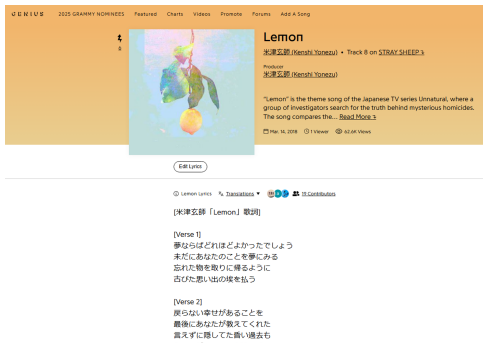 GENIUS
2025 GRAMMY NOMINEES
Featured
Charts
Videos
Promote
Forums
Add A Song
Lemon
米津玄師 (Kenshi Yonezu) • Track 8 on STRAY SHEEP
Producer
米津玄師 (Kenshi Yonezu)
"Lemon" is the theme song of the Japanese TV series Unnatural, where a
group of investigators search for the truth behind mysterious homicides.
The song compares the... Read More
Mar. 14, 2018 1 Viewer 62.6K Views
Edit Lyrics
Lemon Lyrics
Translations
19 Contributors
[米津玄師「Lemon」歌詞]
[Verse 1]
夢ならばどれほどよかったでしょう
未だにあなたのことを夢にみる
忘れた物を取りに帰るように
古びた思い出の埃を払う
[Verse 2]
戻らない幸せがあることを
最後にあなたが教えてくれた
言えずに隠してた昏い過去も